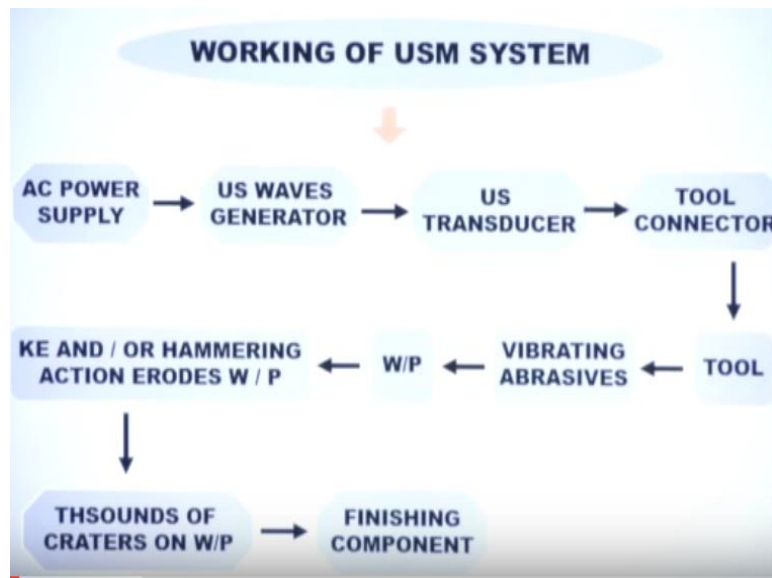 WORKING OF USM SYSTEM
AC POWER
SUPPLY
US WAVES
GENERATOR
US
TRANSDUCER
TOOL
CONNECTOR
TOOL
VIBRATING
ABRASIVES
W/P
KE AND / OR HAMMERING
ACTION ERODES W / P
THSOUNDS OF
CRATERS ON W/P
FINISHING
COMPONENT